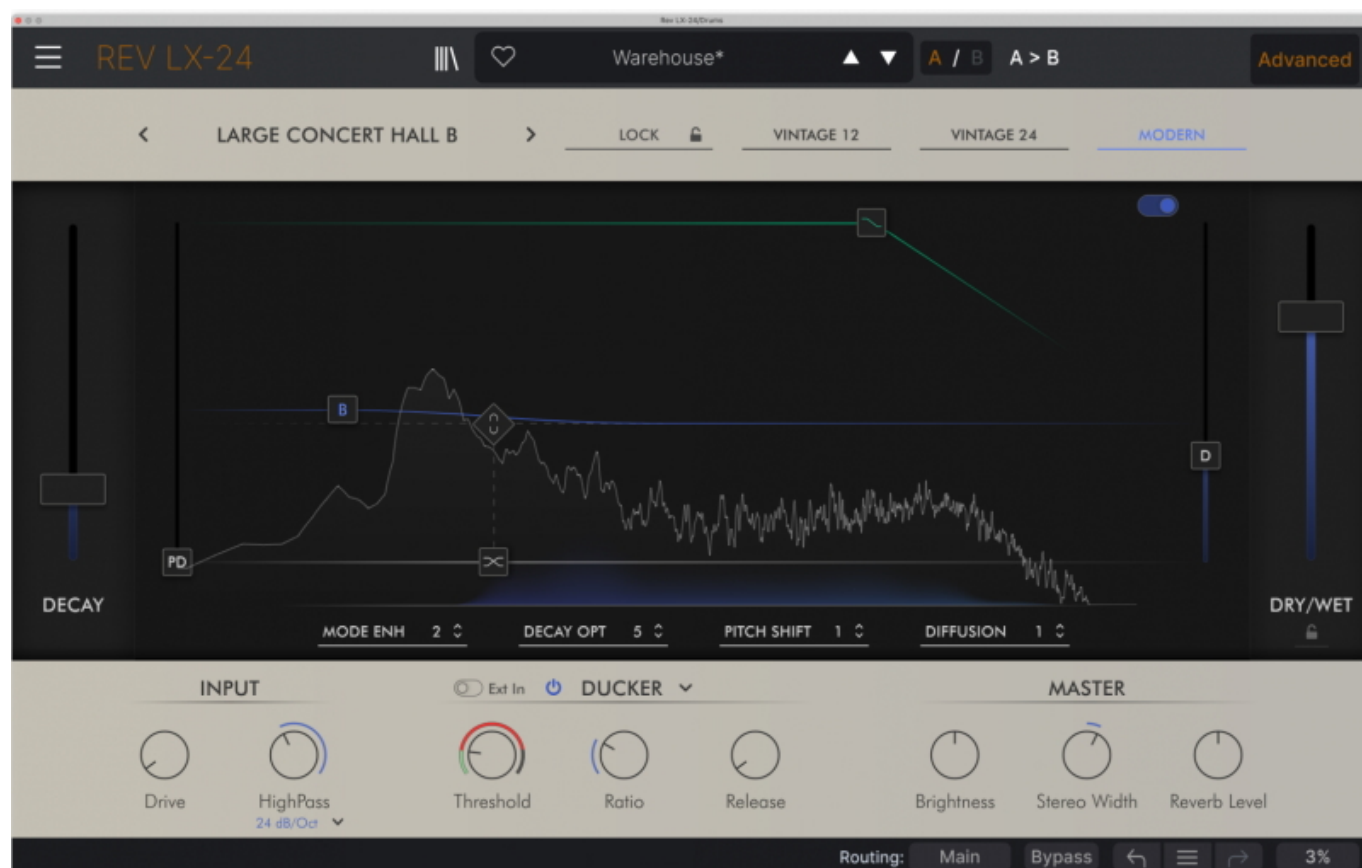 Rev LX-24/Drums
REV LX-24 Warehouse* A / B A > B Advanced
LARGE CONCERT HALL B LOCK VINTAGE 12 VINTAGE 24 MODERN
B
D
PD
DECAY DRY/WET
MODE ENH 2 DECAY OPT 5 PITCH SHIFT 1 DIFFUSION 1
INPUT Ext In DUCKER MASTER
Drive HighPass Threshold Ratio Release Brightness Stereo Width Reverb Level
24 dB/Oct
Routing: Main Bypass 3%